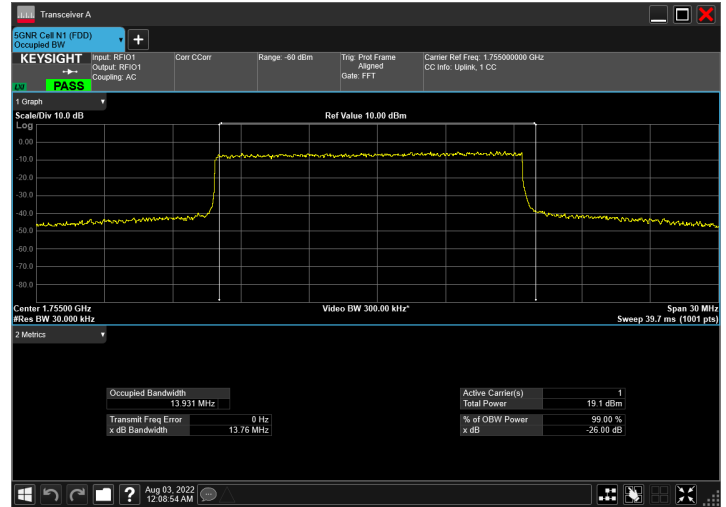 Transceiver A
5GNR Cell N1 (FDD)
Occupied BW
KEYSIGHT
LXI
PASS
Input: RFIO1
Output: RFIO1
Coupling: AC
Corr CCorr
Range: -60 dBm
Trig: Prot Frame
Aligned
Gate: FFT
Carrier Ref Freq: 1.755000000 GHz
CC Info: Uplink, 1 CC
1 Graph
Scale/Div 10.0 dB
Ref Value 10.00 dBm
Log
0.00
-10.0
-20.0
-30.0
-40.0
-50.0
-60.0
-70.0
-80.0
Center 1.75500 GHz
Video BW 300.00 kHz*
Span 30 MHz
#Res BW 30.000 kHz
Sweep 39.7 ms (1001 pts)
2 Metrics
Occupied Bandwidth
13.931 MHz
Transmit Freq Error 0 Hz
x dB Bandwidth 13.76 MHz
Active Carrier(s) 1
Total Power 19.1 dBm
% of OBW Power 99.00 %
x dB -26.00 dB
?
Aug 03, 2022
12:08:54 AM